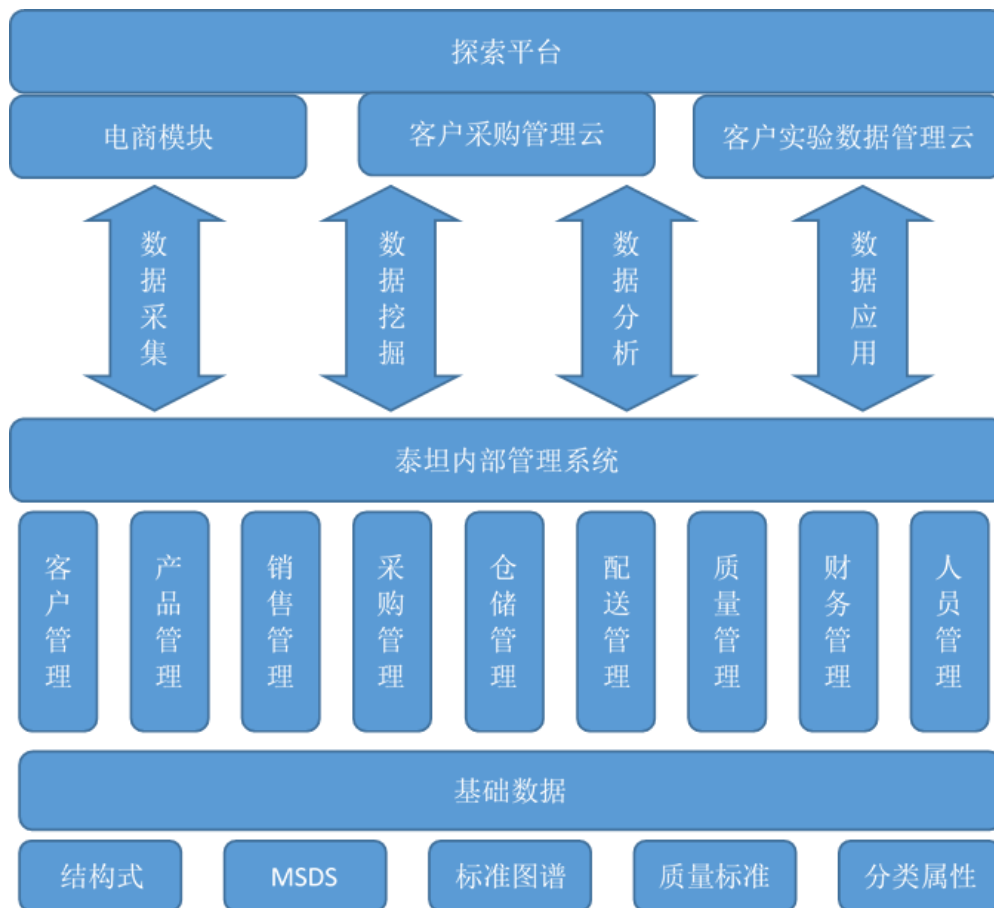 探索平台
电商模块
客户采购管理云
客户实验数据管理云
数据采集
数据挖掘
数据分析
数据应用
泰坦内部管理系统
客户管理
产品管理
销售管理
采购管理
仓储管理
配送管理
质量管理
财务管理
人员管理
基础数据
结构式
MSDS
标准图谱
质量标准
分类属性